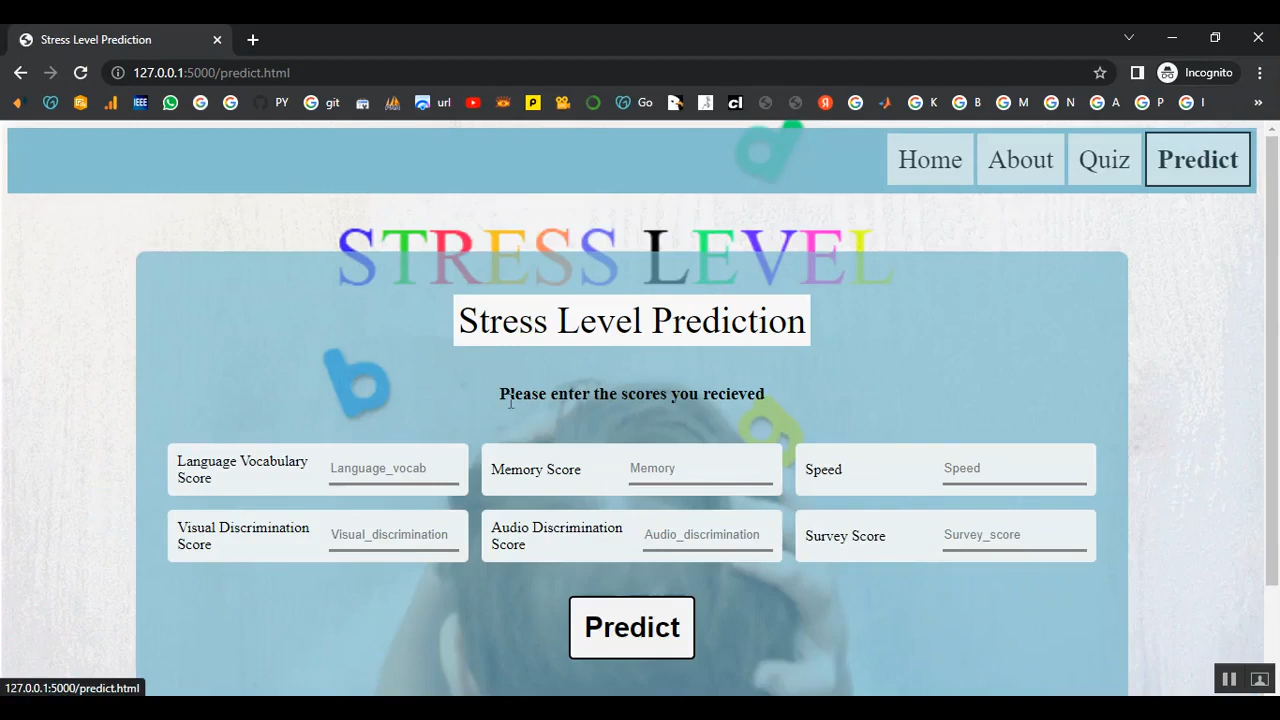 Stress Level Prediction
127.0.0.1:5000/predict.html
Incognito
IEEE PY git url P Go cl Я K B M N A P I »
Home About Quiz Predict
STRESS LEVEL
Stress Level Prediction
Please enter the scores you recieved
Language Vocabulary
Score
Language_vocab
Memory Score
Memory
Speed
Speed
Visual Discrimination
Score
Visual_discrimination
Audio Discrimination
Score
Audio_discrimination
Survey Score
Survey_score
Predict
127.0.0.1:5000/predict.html